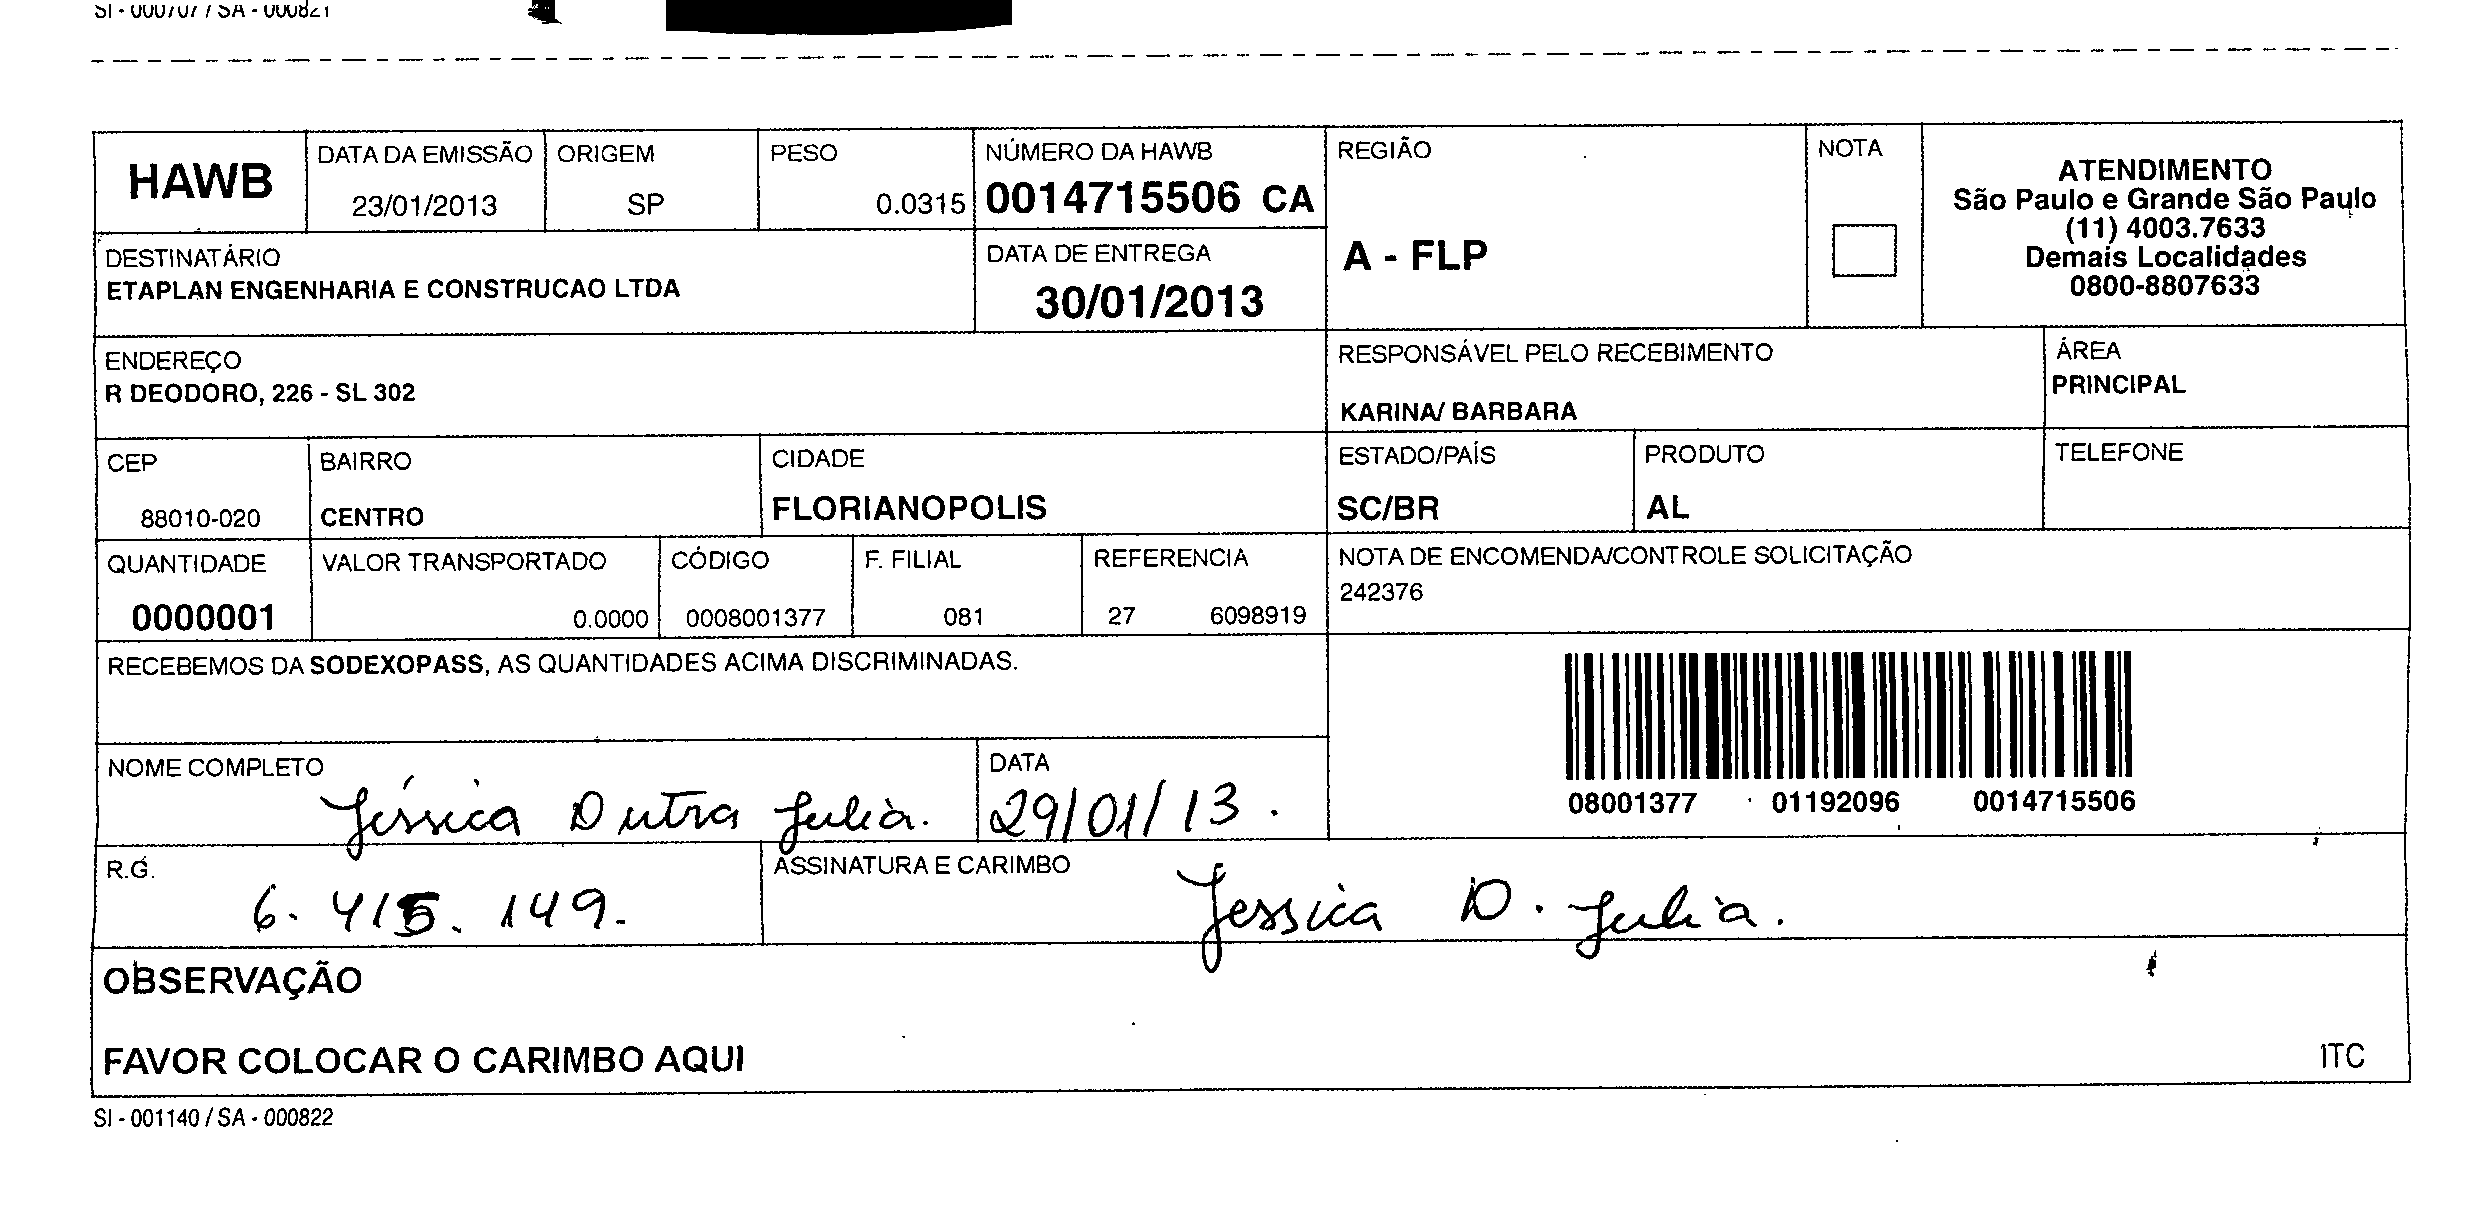 SI - 000707 / SA - 000821
HAWB
DATA DA EMISSÃO
23/01/2013
ORIGEM
SP
PESO
0.0315
NÚMERO DA HAWB
0014715506 CA
REGIÃO
A - FLP
NOTA
ATENDIMENTO
São Paulo e Grande São Paulo
(11) 4003.7633
Demais Localidades
0800-8807633
DESTINATÁRIO
ETAPLAN ENGENHARIA E CONSTRUCAO LTDA
DATA DE ENTREGA
30/01/2013
ENDEREÇO
R DEODORO, 226 - SL 302
RESPONSÁVEL PELO RECEBIMENTO
KARINA/ BARBARA
ÁREA
PRINCIPAL
CEP
88010-020
BAIRRO
CENTRO
CIDADE
FLORIANOPOLIS
ESTADO/PAÍS
SC/BR
PRODUTO
AL
TELEFONE
QUANTIDADE
0000001
VALOR TRANSPORTADO
0.0000
CÓDIGO
0008001377
F. FILIAL
081
REFERENCIA
27 6098919
NOTA DE ENCOMENDA/CONTROLE SOLICITAÇÃO
242376
RECEBEMOS DA SODEXOPASS, AS QUANTIDADES ACIMA DISCRIMINADAS.
08001377 01192096 0014715506
NOME COMPLETO
Jéssica Dutra Julia.
DATA
29/01/13.
R.G.
6.415.149.
ASSINATURA E CARIMBO
Jessica D. Julia.
OBSERVAÇÃO
FAVOR COLOCAR O CARIMBO AQUI
ITC
SI - 001140 / SA - 000822